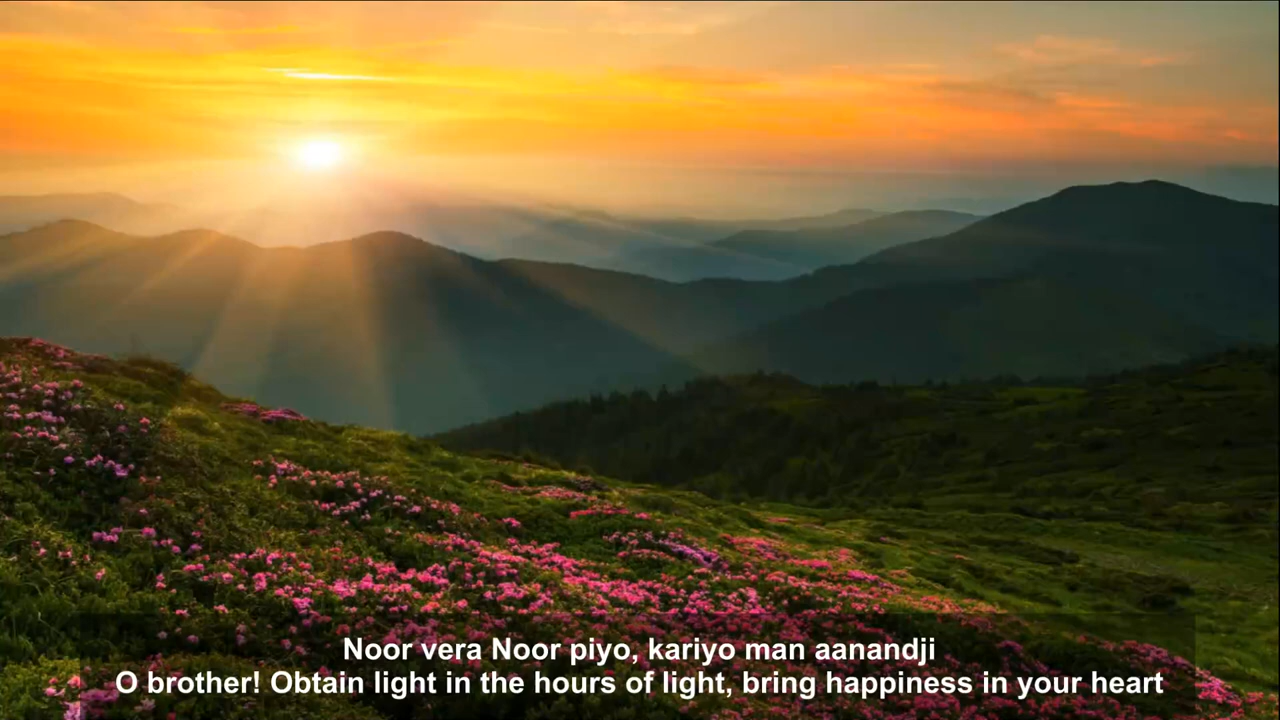 Noor vera Noor piyo, kariyo man aanandji
O brother! Obtain light in the hours of light, bring happiness in your heart